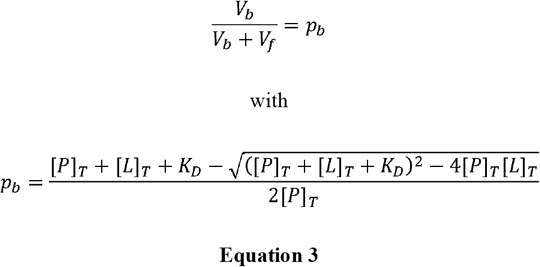 V_b / (V_b + V_f) = p_b
with
p_b = ([P]_T + [L]_T + K_D − √(([P]_T + [L]_T + K_D)² − 4[P]_T[L]_T)) / (2[P]_T)
Equation 3